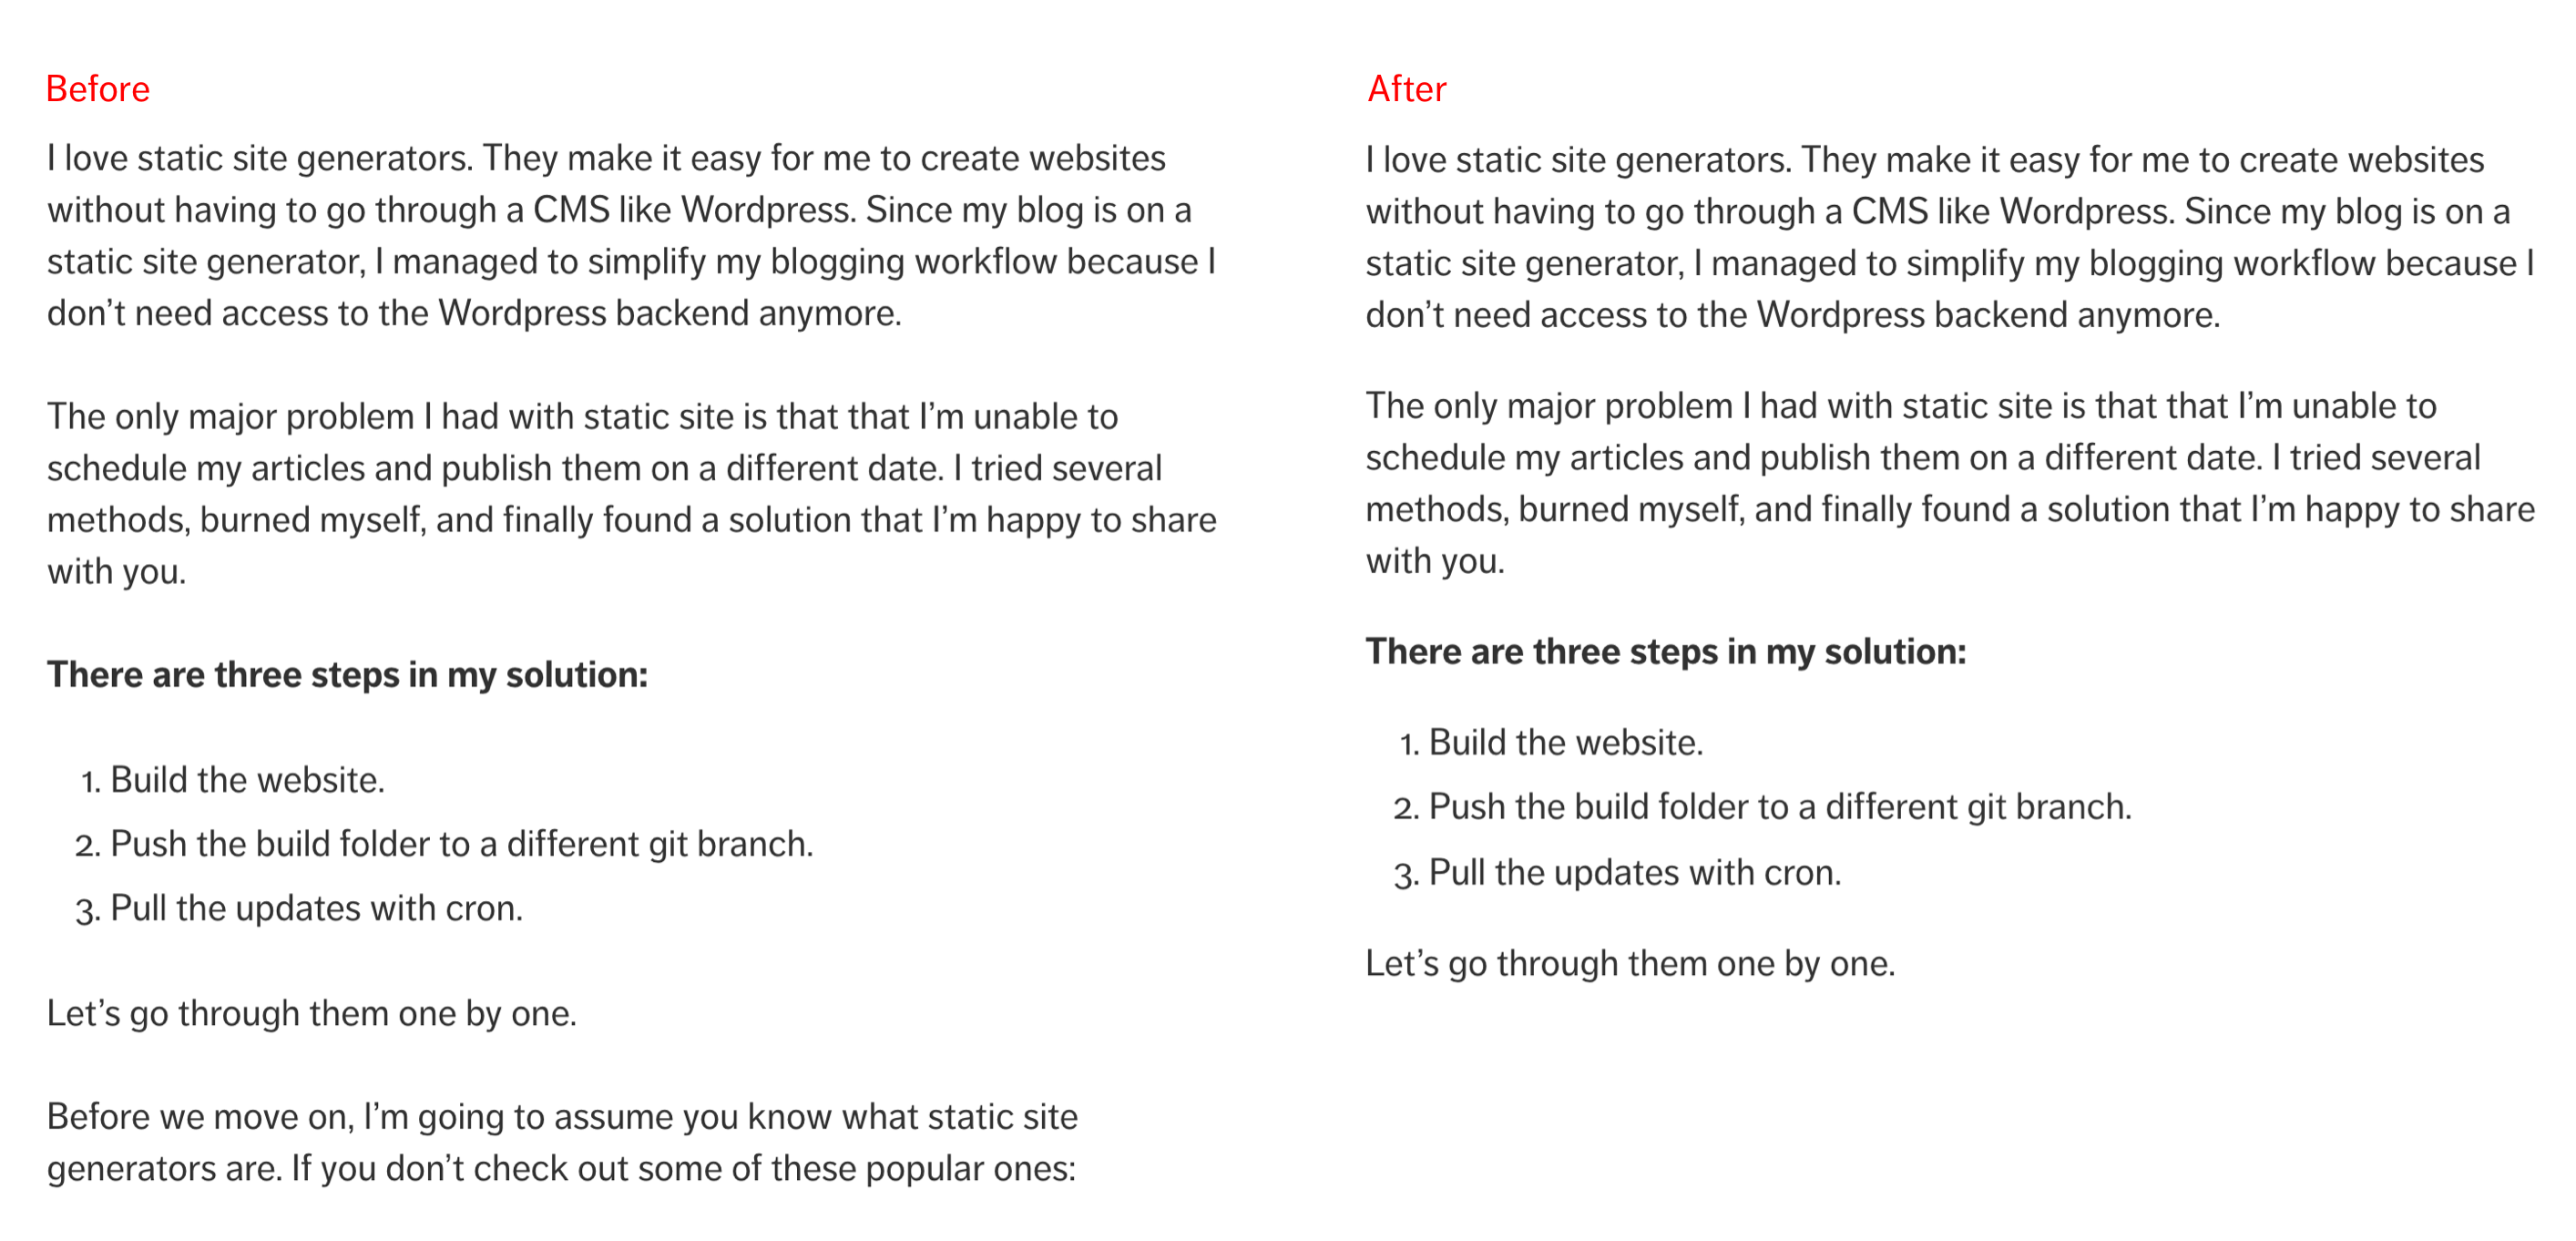 Before
I love static site generators. They make it easy for me to create websites
without having to go through a CMS like Wordpress. Since my blog is on a
static site generator, I managed to simplify my blogging workflow because I
don’t need access to the Wordpress backend anymore.
The only major problem I had with static site is that that I’m unable to
schedule my articles and publish them on a different date. I tried several
methods, burned myself, and finally found a solution that I’m happy to share
with you.
There are three steps in my solution:
1. Build the website.
2. Push the build folder to a different git branch.
3. Pull the updates with cron.
Let’s go through them one by one.
Before we move on, I’m going to assume you know what static site
generators are. If you don’t check out some of these popular ones:
After
I love static site generators. They make it easy for me to create websites
without having to go through a CMS like Wordpress. Since my blog is on a
static site generator, I managed to simplify my blogging workflow because I
don’t need access to the Wordpress backend anymore.
The only major problem I had with static site is that that I’m unable to
schedule my articles and publish them on a different date. I tried several
methods, burned myself, and finally found a solution that I’m happy to share
with you.
There are three steps in my solution:
1. Build the website.
2. Push the build folder to a different git branch.
3. Pull the updates with cron.
Let’s go through them one by one.